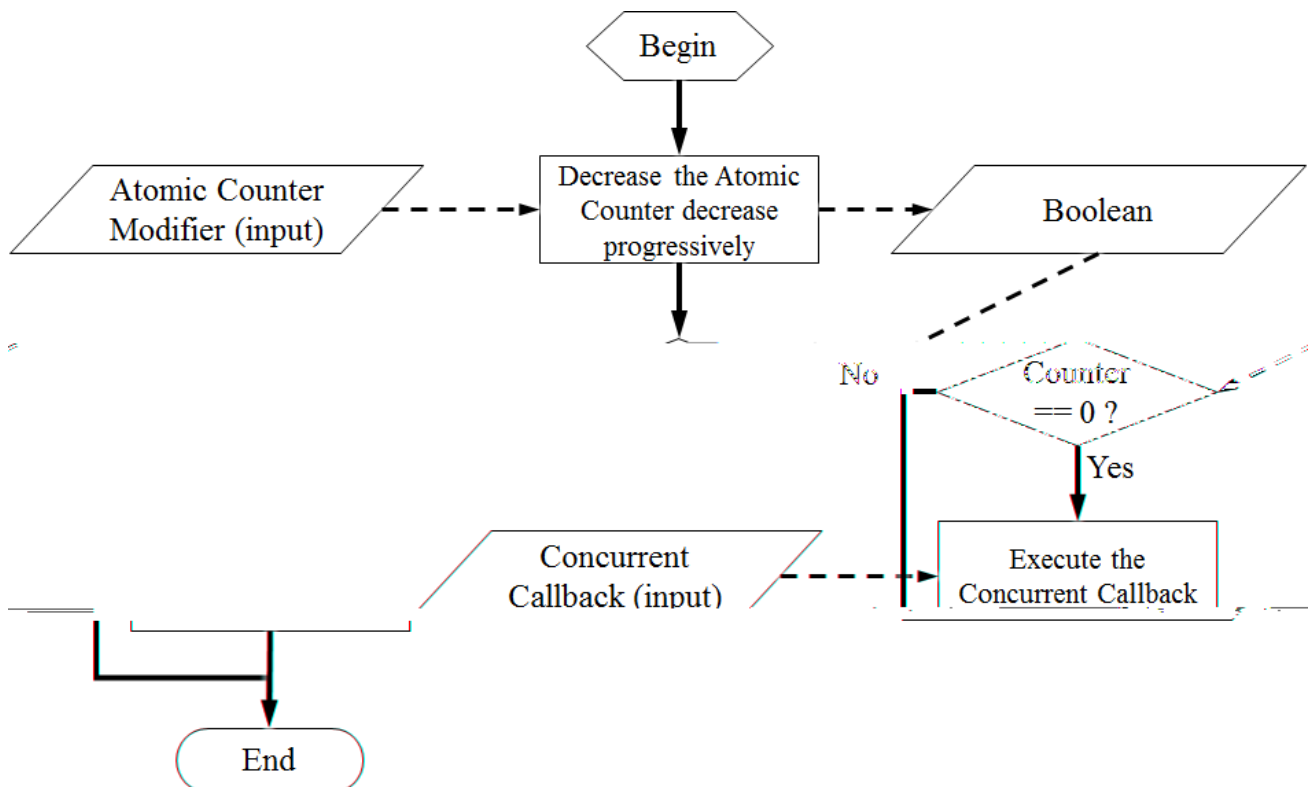 Begin
Atomic Counter
Modifier (input)
Decrease the Atomic
Counter decrease
progressively
Boolean
No
Counter
== 0 ?
Yes
Concurrent
Callback (input)
Execute the
Concurrent Callback
End